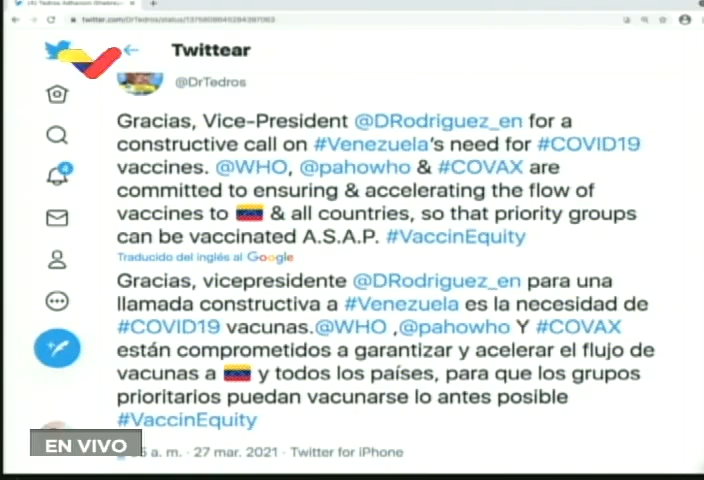 Twittear
@DrTedros
Gracias, Vice-President @DRodriguez_en for a
constructive call on #Venezuela's need for #COVID19
vaccines. @WHO, @pahowho & #COVAX are
committed to ensuring & accelerating the flow of
vaccines to 🇻🇪 & all countries, so that priority groups
can be vaccinated A.S.A.P. #VaccinEquity
Traducido del inglés al Google
Gracias, vicepresidente @DRodriguez_en para una
llamada constructiva a #Venezuela es la necesidad de
#COVID19 vacunas.@WHO ,@pahowho Y #COVAX
están comprometidos a garantizar y acelerar el flujo de
vacunas a 🇻🇪 y todos los países, para que los grupos
prioritarios puedan vacunarse lo antes posible
#VaccinEquity
EN VIVO
a. m. · 27 mar. 2021 · Twitter for iPhone